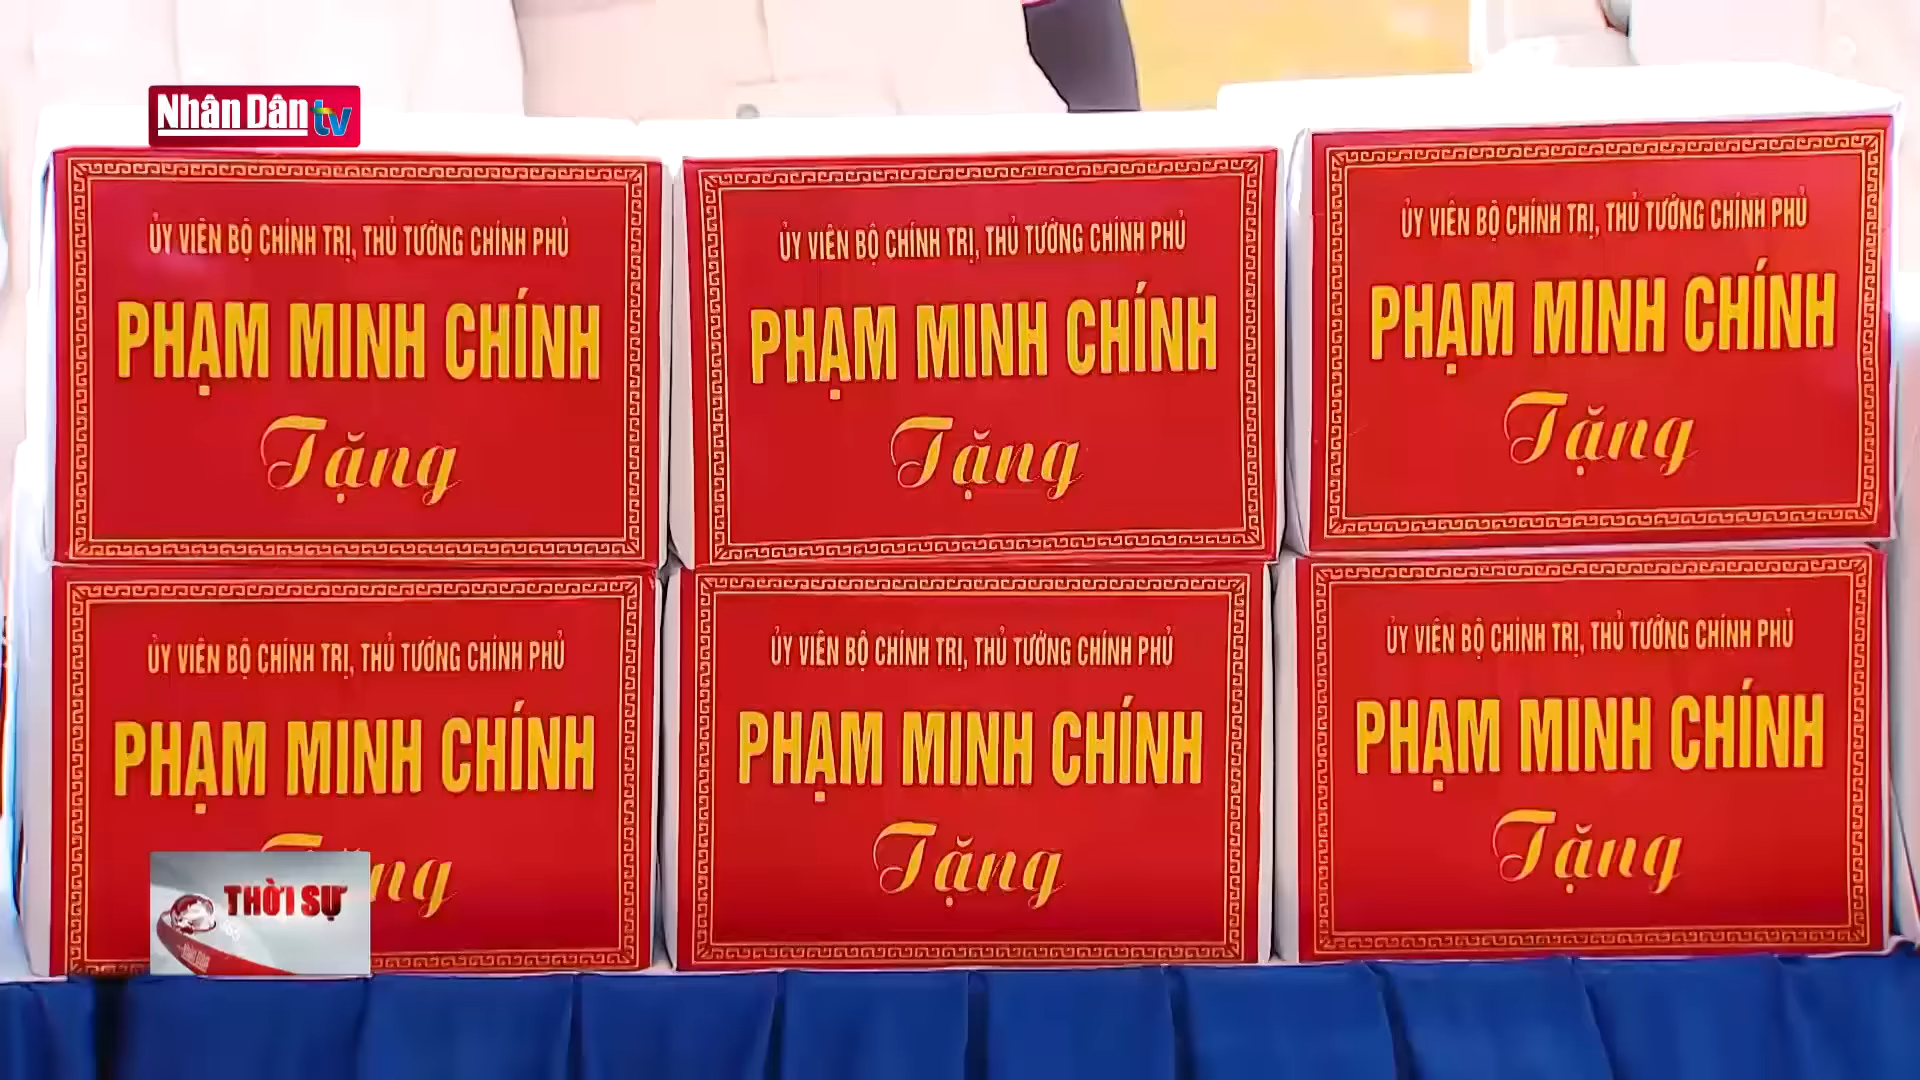 Nhân Dân tv
ỦY VIÊN BỘ CHÍNH TRỊ, THỦ TƯỚNG CHÍNH PHỦ
PHẠM MINH CHÍNH
Tặng
ỦY VIÊN BỘ CHÍNH TRỊ, THỦ TƯỚNG CHÍNH PHỦ
PHẠM MINH CHÍNH
Tặng
ỦY VIÊN BỘ CHÍNH TRỊ, THỦ TƯỚNG CHÍNH PHỦ
PHẠM MINH CHÍNH
Tặng
ỦY VIÊN BỘ CHÍNH TRỊ, THỦ TƯỚNG CHÍNH PHỦ
PHẠM MINH CHÍNH
Tặng
ỦY VIÊN BỘ CHÍNH TRỊ, THỦ TƯỚNG CHÍNH PHỦ
PHẠM MINH CHÍNH
Tặng
ỦY VIÊN BỘ CHÍNH TRỊ, THỦ TƯỚNG CHÍNH PHỦ
PHẠM MINH CHÍNH
Tặng
THỜI SỰ